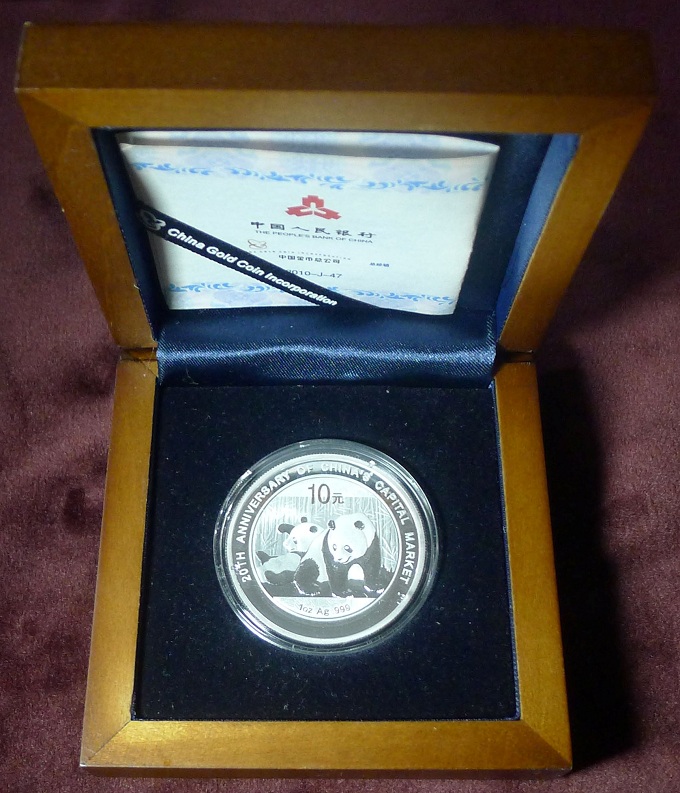 中国人民银行
THE PEOPLE'S BANK OF CHINA
中国金币总公司
2010-J-47
China Gold Coin Incorporation
20TH ANNIVERSARY OF CHINA'S CAPITAL MARKET
10元
1oz Ag .999